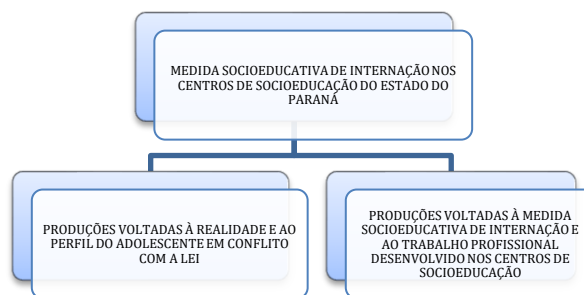 MEDIDA SOCIOEDUCATIVA DE INTERNAÇÃO NOS
CENTROS DE SOCIOEDUCAÇÃO DO ESTADO DO
PARANÁ
PRODUÇÕES VOLTADAS À REALIDADE E AO
PERFIL DO ADOLESCENTE EM CONFLITO
COM A LEI
PRODUÇÕES VOLTADAS À MEDIDA
SOCIOEDUCATIVA DE INTERNAÇÃO E
AO TRABALHO PROFISSIONAL
DESENVOLVIDO NOS CENTROS DE
SOCIOEDUCAÇÃO